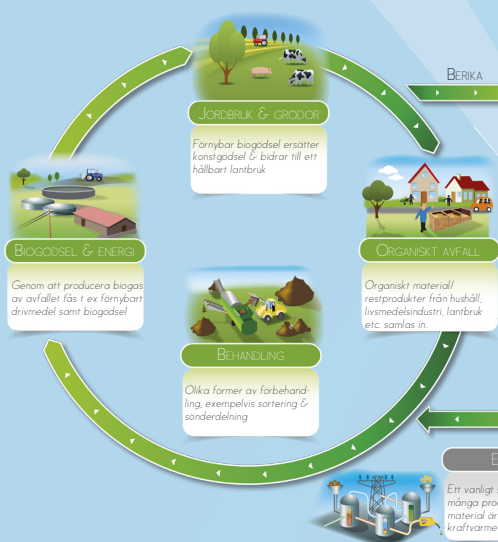 BERIKA
JORDBRUK & GRÖDOR
Förnybar biogödsel ersätter
konstgödsel & bidrar till ett
hållbart lantbruk
BIOGÖDSEL & ENERGI
Genom att producera biogas
av avfallet fås t ex förnybart
drivmedel samt biogödsel
ORGANISKT AVFALL
Organiskt material/
restprodukter från hushåll,
livsmedelsindustri, lantbruk
etc. samlas in.
BEHANDLING
Olika former av förbehand-
ling, exempelvis sortering &
sönderdelning
E
Ett vanligt
många
material är
kraftvärme